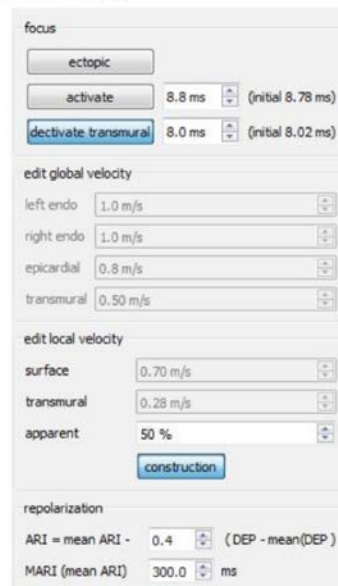 focus
ectopic
activate 8.8 ms (initial 8.78 ms)
dectivate transmural 8.0 ms (initial 8.02 ms)
edit global velocity
left endo 1.0 m/s
right endo 1.0 m/s
epicardial 0.8 m/s
transmural 0.50 m/s
edit local velocity
surface 0.70 m/s
transmural 0.28 m/s
apparent 50 %
construction
repolarization
ARI = mean ARI - 0.4 ( DEP - mean(DEP )
MARI (mean ARI) 300.0 ms